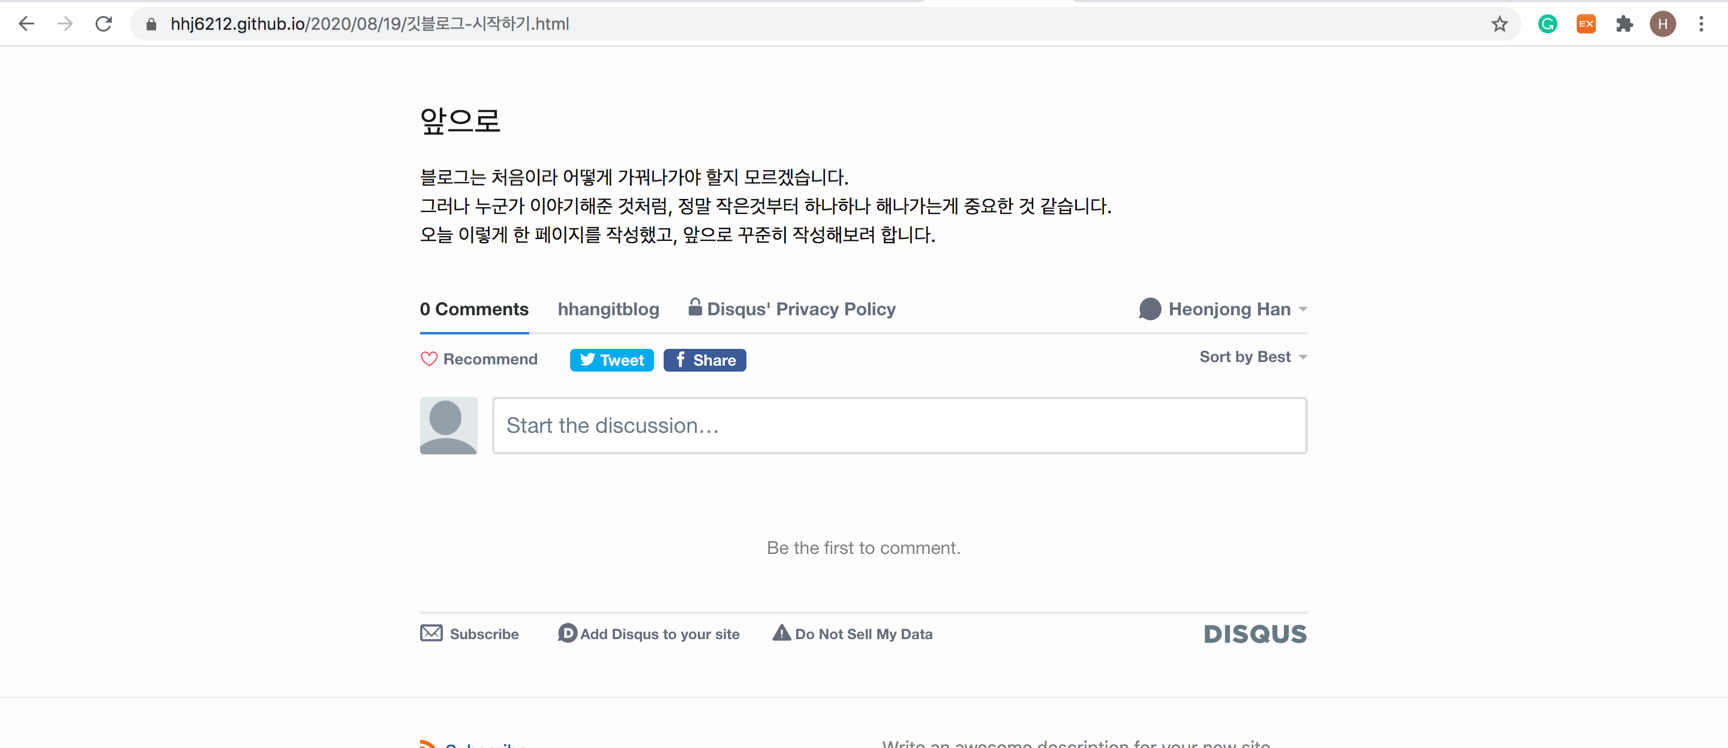 hhj6212.github.io/2020/08/19/깃블로그-시작하기.html
EX
H
앞으로
블로그는 처음이라 어떻게 가꿔나가야 할지 모르겠습니다.
그러나 누군가 이야기해준 것처럼, 정말 작은것부터 하나하나 해나가는게 중요한 것 같습니다.
오늘 이렇게 한 페이지를 작성했고, 앞으로 꾸준히 작성해보려 합니다.
0 Comments hhangitblog Disqus' Privacy Policy Heonjong Han
Recommend Tweet f Share Sort by Best
Start the discussion…
Be the first to comment.
Subscribe D Add Disqus to your site Do Not Sell My Data DISQUS
Subscribe Write an awesome description for your new site